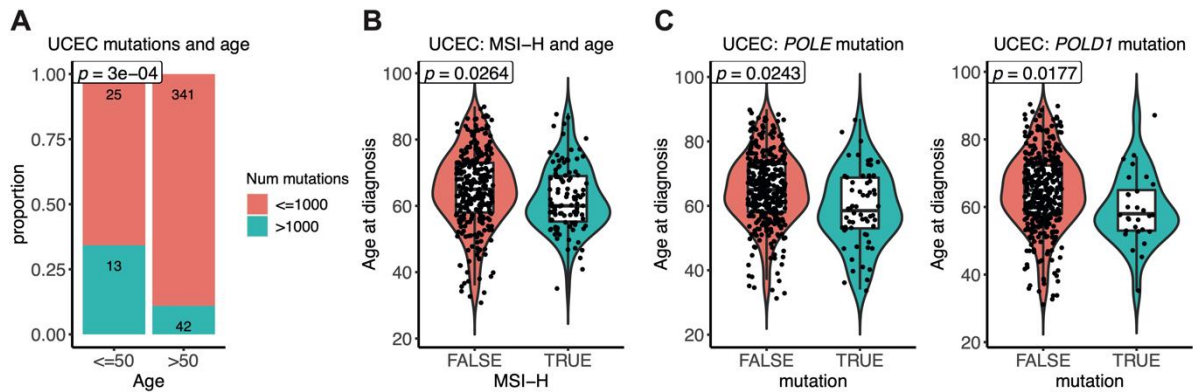 A
UCEC mutations and age
p = 3e−04
1.00
0.75
0.50
0.25
0.00
proportion
25
341
13
42
<=50
>50
Age
Num mutations
<=1000
>1000
B
UCEC: MSI−H and age
p = 0.0264
100
80
60
40
20
Age at diagnosis
FALSE
TRUE
MSI−H
C
UCEC: POLE mutation
p = 0.0243
100
80
60
40
20
Age at diagnosis
FALSE
TRUE
mutation
UCEC: POLD1 mutation
p = 0.0177
100
80
60
40
20
Age at diagnosis
FALSE
TRUE
mutation